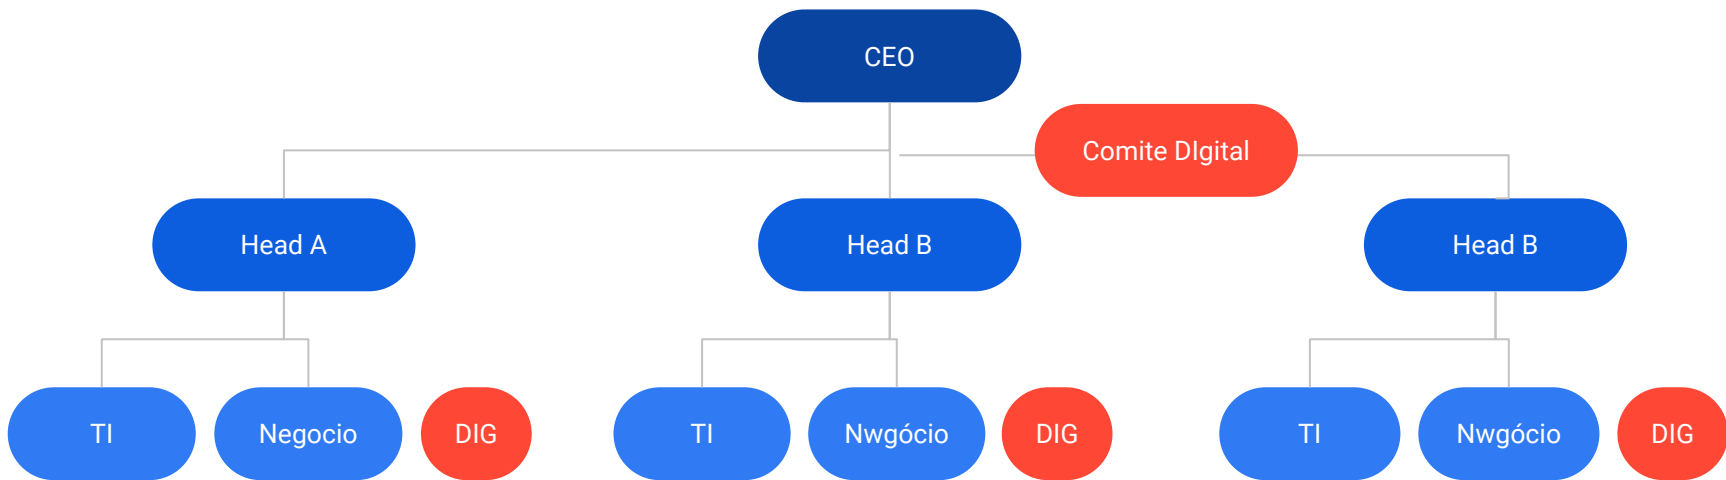 CEO
Comite DIgital
Head A
Head B
Head B
TI
Negocio
DIG
TI
Nwgócio
DIG
TI
Nwgócio
DIG